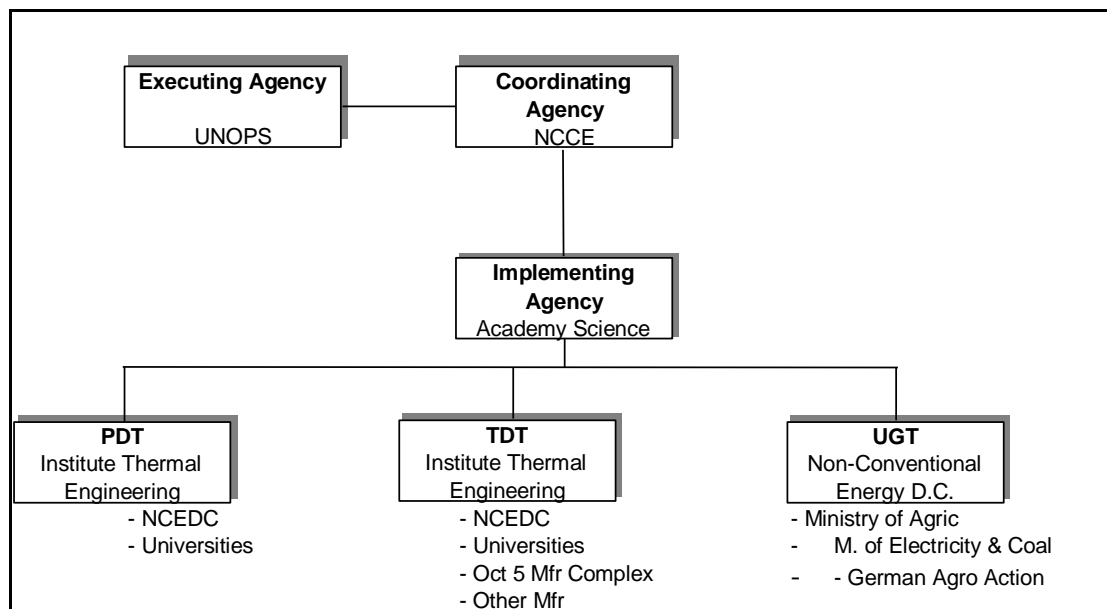 Executing Agency
UNOPS
Coordinating
Agency
NCCE
Implementing
Agency
Academy Science
PDT
Institute Thermal
Engineering
- NCEDC
- Universities
TDT
Institute Thermal
Engineering
- NCEDC
- Universities
- Oct 5 Mfr Complex
- Other Mfr
UGT
Non-Conventional
Energy D.C.
- Ministry of Agric
- M. of Electricity & Coal
- - German Agro Action